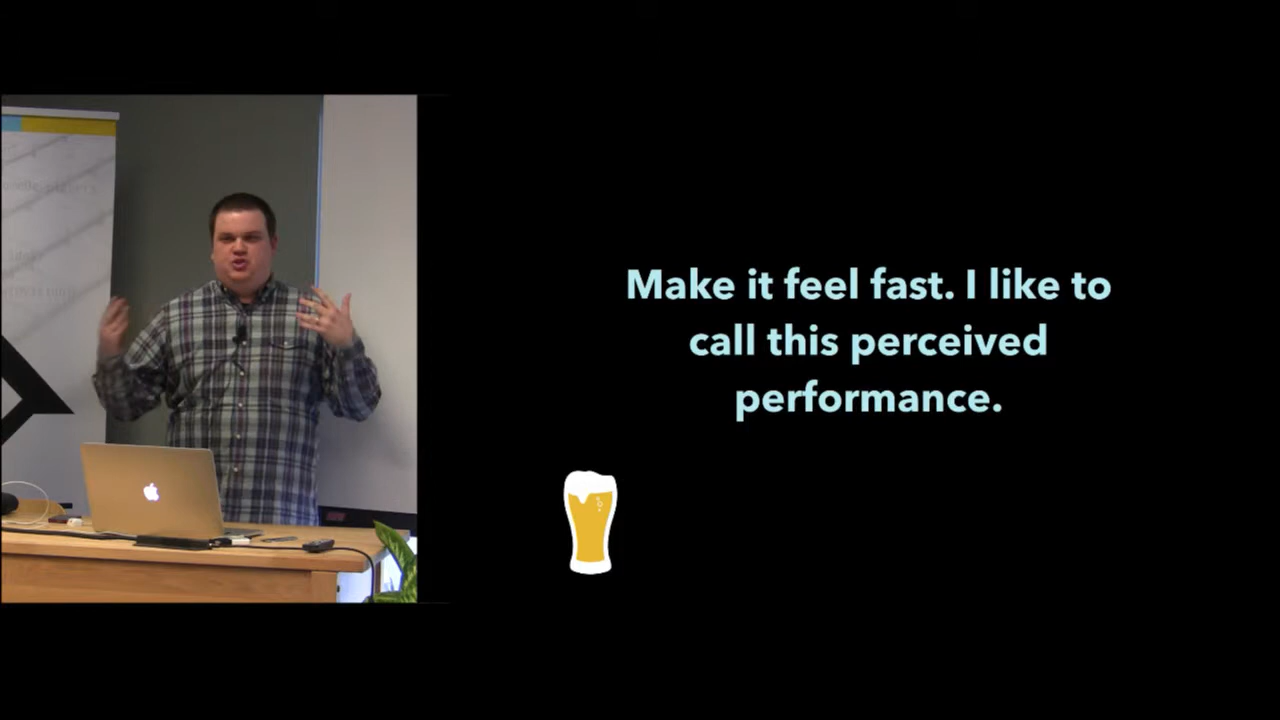 Make it feel fast. I like to
call this perceived
performance.